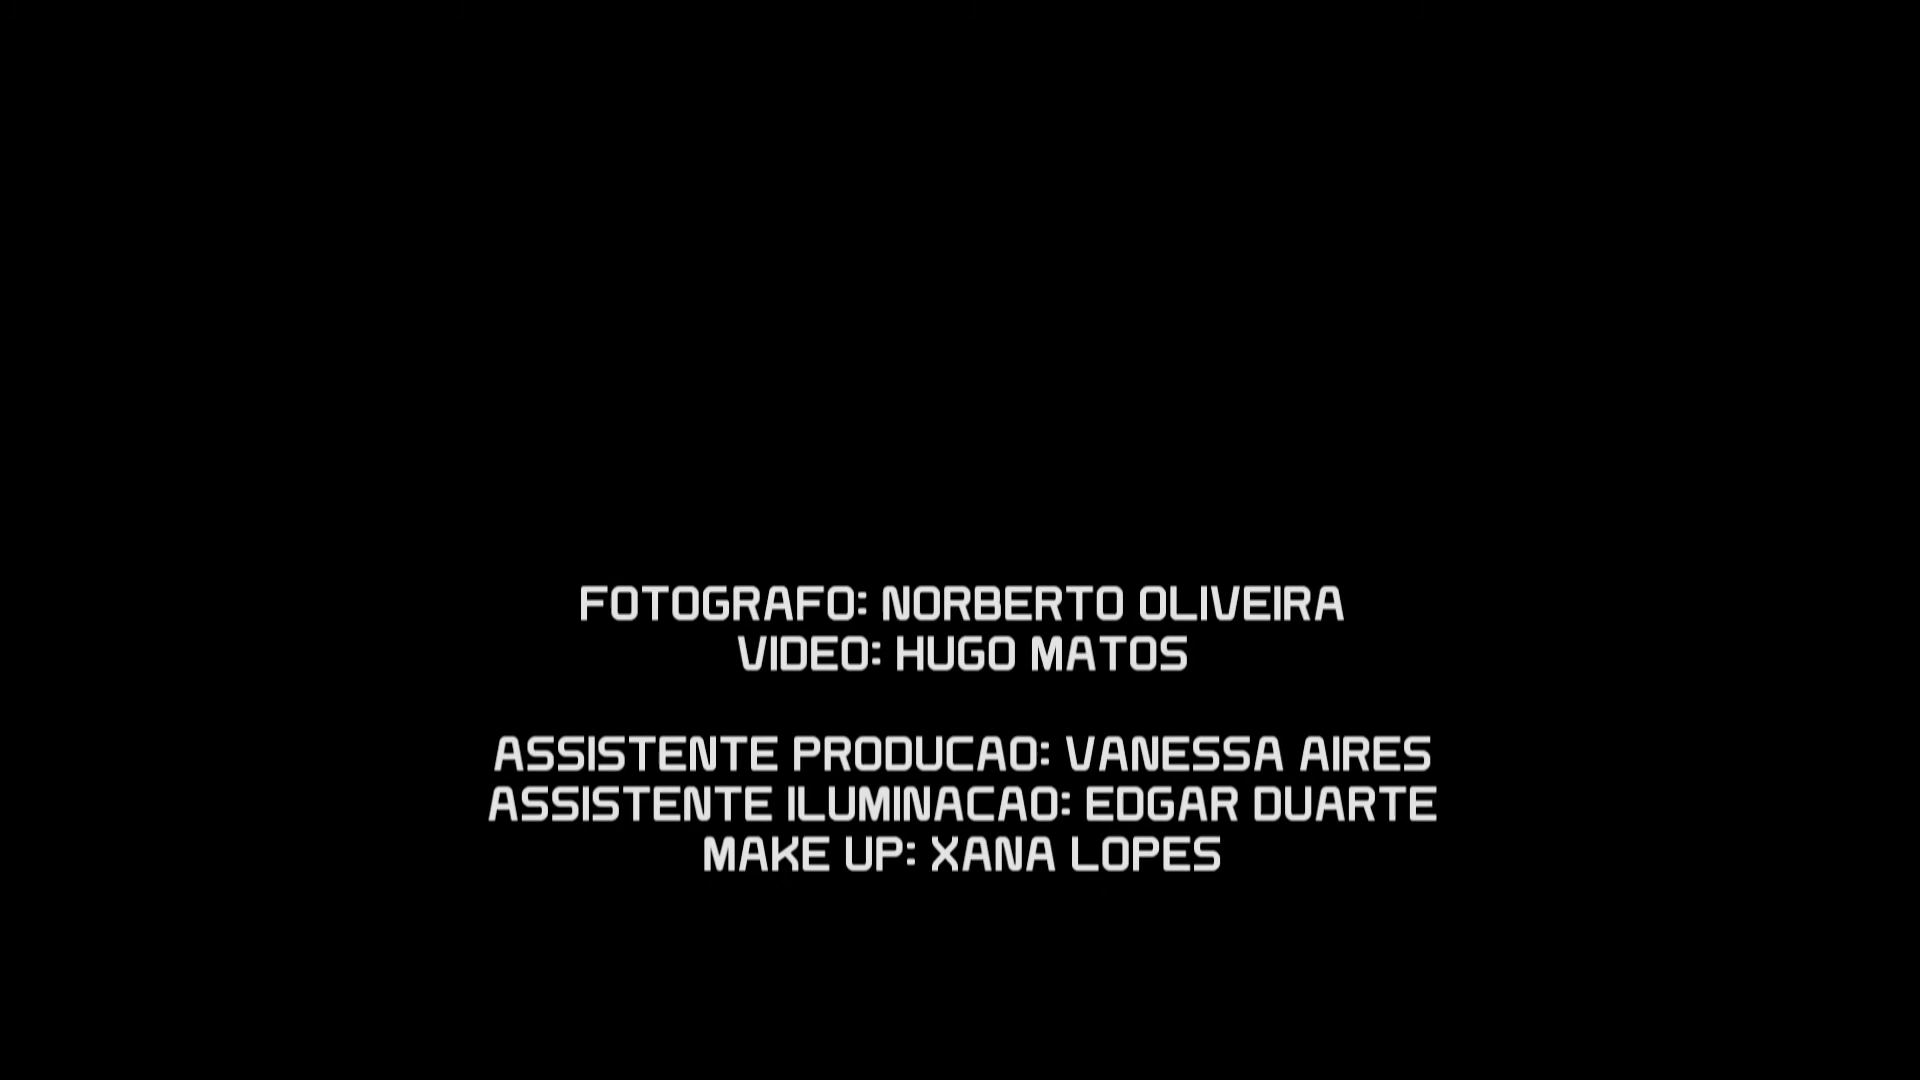 FOTOGRAFO: NORBERTO OLIVEIRA
VIDEO: HUGO MATOS
ASSISTENTE PRODUCAO: VANESSA AIRES
ASSISTENTE ILUMINACAO: EDGAR DUARTE
MAKE UP: XANA LOPES